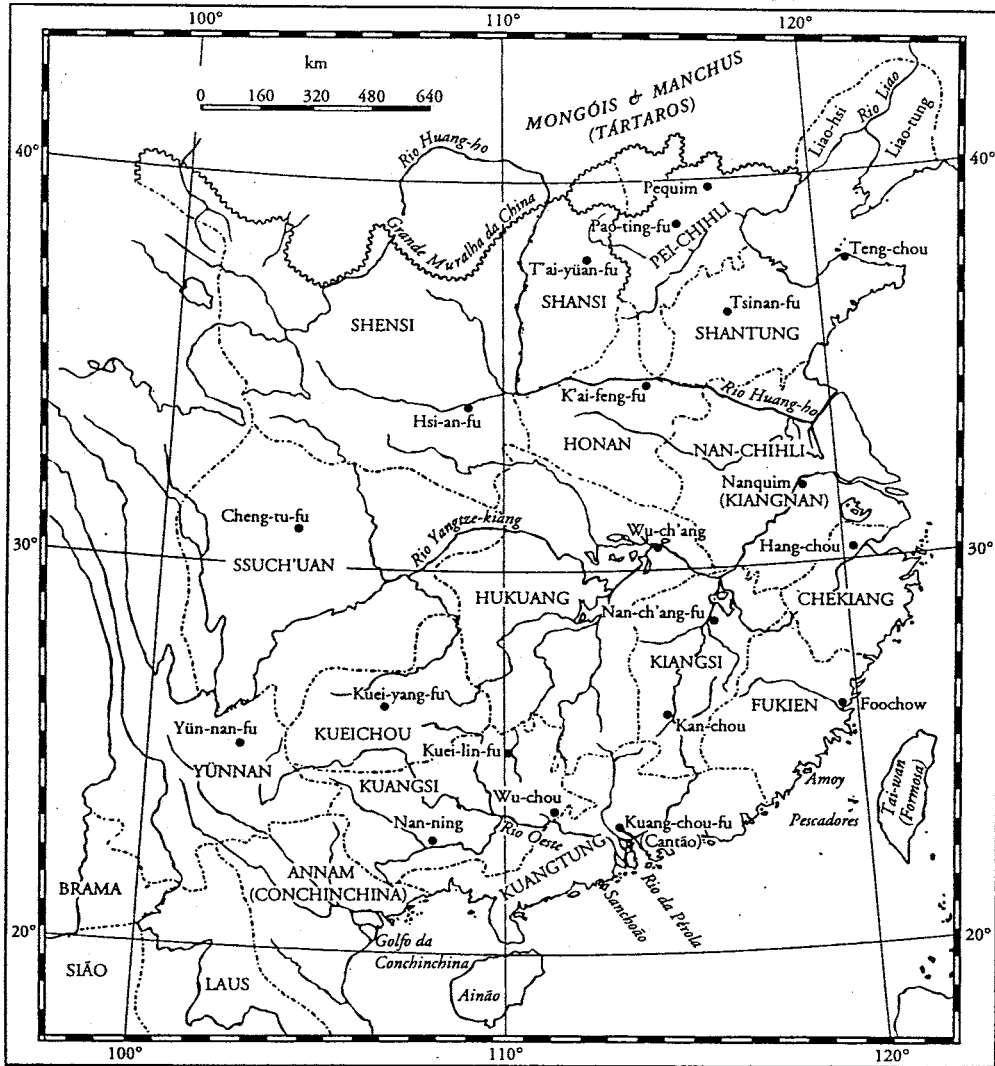 100°
110°
120°
km
0 160 320 480 640
MONGÓIS & MANCHUS
(TÁRTAROS)
Rio Liao
Liao-hsi
Liao-tung
40°
40°
Rio Huang-ho
Grande Muralha da China
Pequim
Pao-ting-fu
PEI-CHIHLI
Teng-chou
T'ai-yüan-fu
SHANSI
SHENSI
Tsinan-fu
SHANTUNG
K'ai-feng-fu
Rio Huang-ho
Hsi-an-fu
HONAN
NAN-CHIHLI
Nanquim
(KIANGNAN)
Cheng-tu-fu
Rio Yangtze-kiang
Wu-ch'ang
Hang-chou
30°
30°
SSUCH'UAN
HUKUANG
CHEKIANG
Nan-ch'ang-fu
KIANGSI
Kuei-yang-fu
FUKIEN
Foochow
Kan-chou
Yün-nan-fu
KUEICHOU
Kuei-lin-fu
YÜNNAN
KUANGSI
Amoy
Tai-wan
(Formosa)
Wu-chou
Pescadores
Nan-ning
Rio Oeste
Kuang-chou-fu
(Cantão)
KUANGTUNG
ANNAM
(CONCHINCHINA)
BRAMA
Sanchoão
Rio da Pérola
20°
20°
Golfo da
Conchinchina
SIÃO
LAUS
Ainão
100°
110°
120°